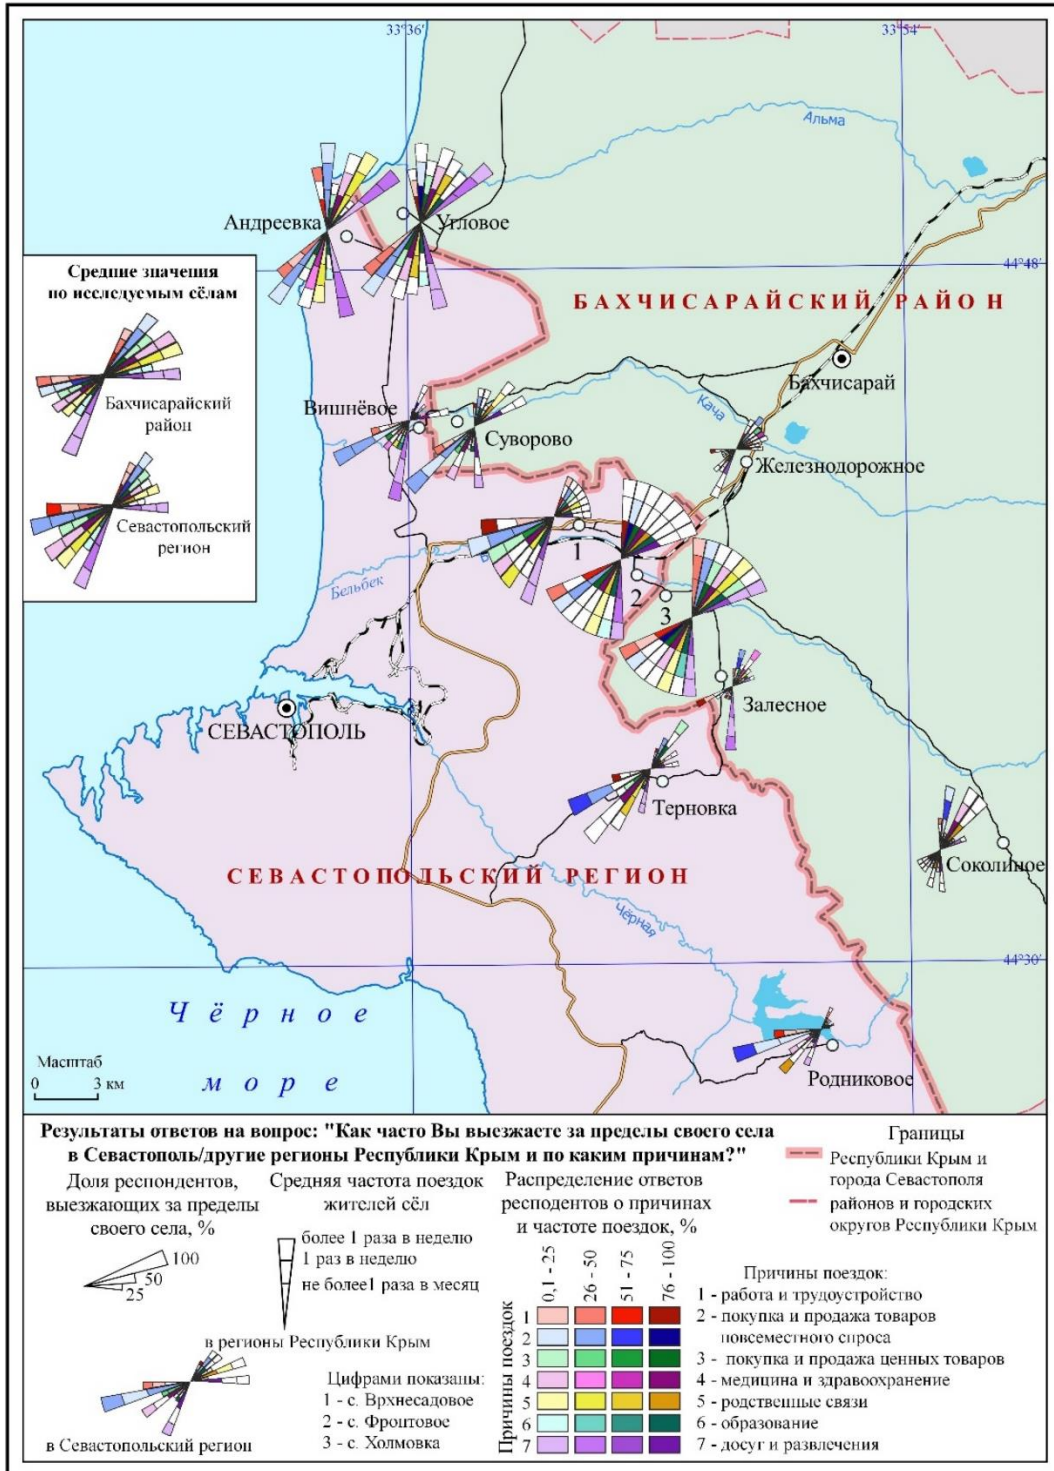 33°36'
33°54'
Альма
Андреевка
Угловое
44°48'
Средние значения
по исследуемым сёлам
Бахчисарайский
район
Севастопольский
регион
БАХЧИСАРАЙСКИЙ РАЙОН
Бахчисарай
Вишнёвое
Суворово
Кача
Железнодорожное
1
2
3
Бельбек
СЕВАСТОПОЛЬ
Залесное
Терновка
Соколиное
СЕВАСТОПОЛЬСКИЙ РЕГИОН
Чёрная
44°30'
Чёрное
море
Масштаб
0 3 км
Родниковое
Результаты ответов на вопрос: "Как часто Вы выезжаете за пределы своего села
в Севастополь/другие регионы Республики Крым и по каким причинам?"
Границы
Республики Крым и
города Севастополя
районов и городских
округов Республики Крым
Доля респондентов,
выезжающих за пределы
своего села, %
100
50
25
Средняя частота поездок
жителей сёл
более 1 раза в неделю
1 раз в неделю
не более1 раза в месяц
в регионы Республики Крым
в Севастопольский регион
Цифрами показаны:
1 - с. Врхнесадовое
2 - с. Фронтовое
3 - с. Холмовка
Распределение ответов
респодентов о причинах
и частоте поездок, %
0,1 - 25
26 - 50
51 - 75
76 - 100
Причины поездок
1
2
3
4
5
6
7
Причины поездок:
1 - работа и трудоустройство
2 - покупка и продажа товаров
повсеместного спроса
3 - покупка и продажа ценных товаров
4 - медицина и здравоохранение
5 - родственные связи
6 - образование
7 - досуг и развлечения